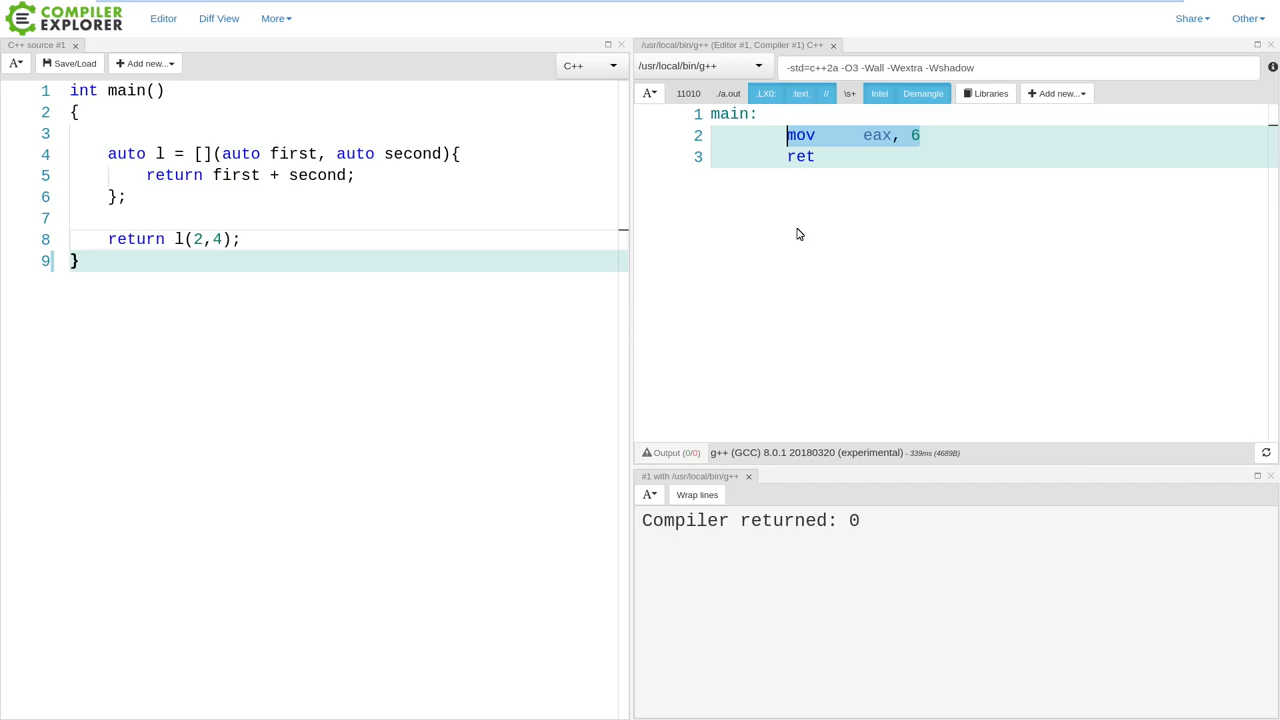 COMPILER
EXPLORER
Editor
Diff View
More
Share
Other
C++ source #1
A
Save/Load
Add new...
C++
1 int main()
2 {
3
4 auto l = [](auto first, auto second){
5 return first + second;
6 };
7
8 return l(2,4);
9 }
/usr/local/bin/g++ (Editor #1, Compiler #1) C++
/usr/local/bin/g++
-std=c++2a -O3 -Wall -Wextra -Wshadow
A
11010
./a.out
.LX0:
.text
//
\s+
Intel
Demangle
Libraries
Add new...
1 main:
2 mov eax, 6
3 ret
Output (0/0)
g++ (GCC) 8.0.1 20180320 (experimental) - 339ms (4689B)
#1 with /usr/local/bin/g++
A
Wrap lines
Compiler returned: 0